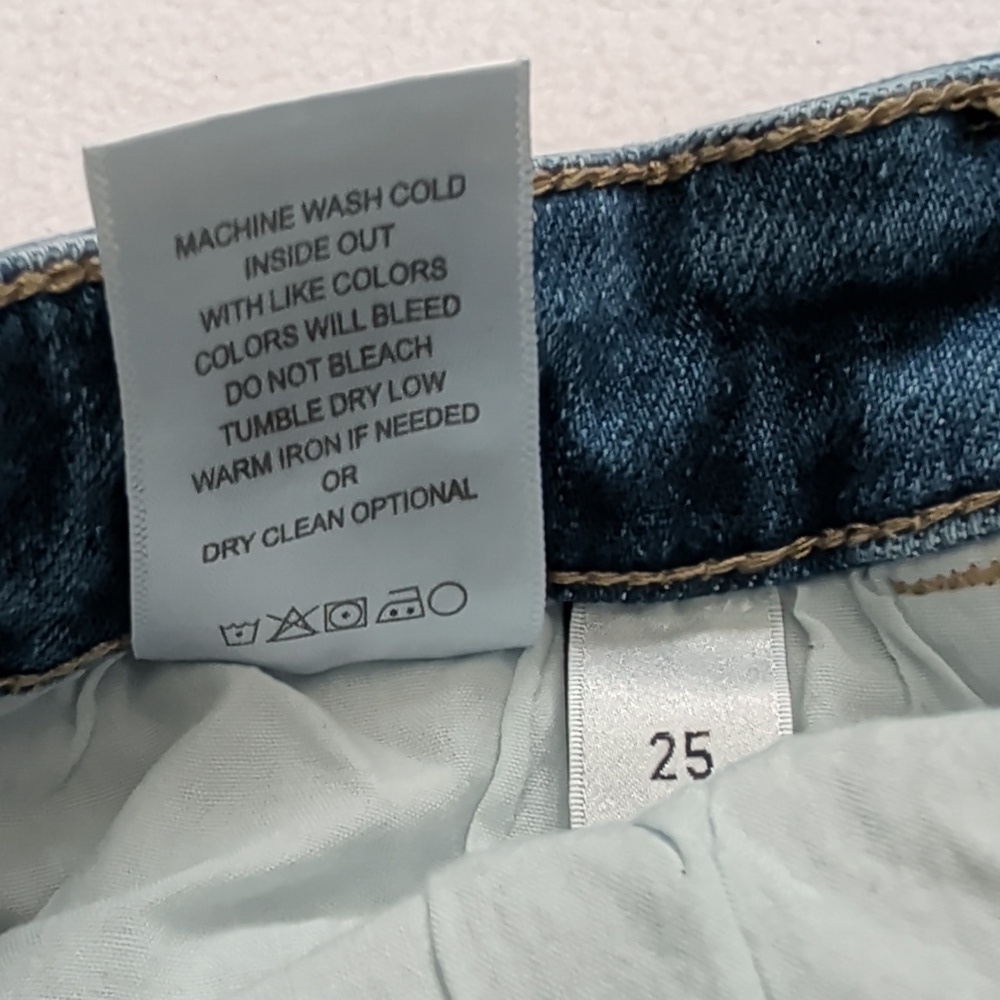 MACHINE WASH COLD
INSIDE OUT
WITH LIKE COLORS
COLORS WILL BLEED
DO NOT BLEACH
TUMBLE DRY LOW
WARM IRON IF NEEDED
OR
DRY CLEAN OPTIONAL
25